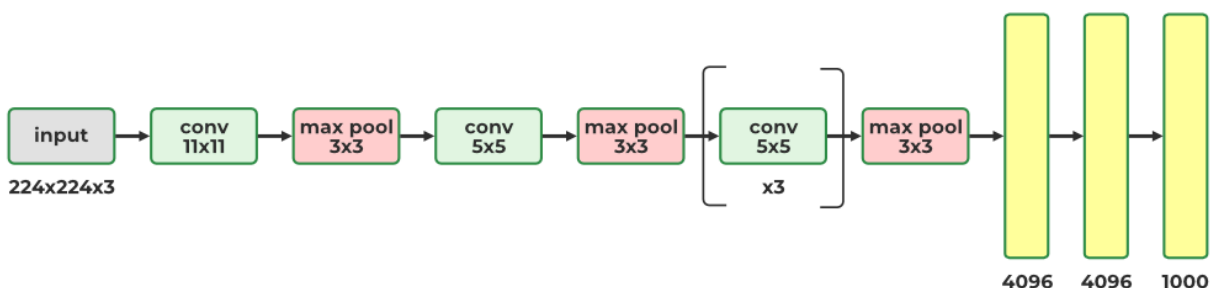 input
224x224x3
conv
11x11
max pool
3x3
conv
5x5
max pool
3x3
conv
5x5
x3
max pool
3x3
4096
4096
1000